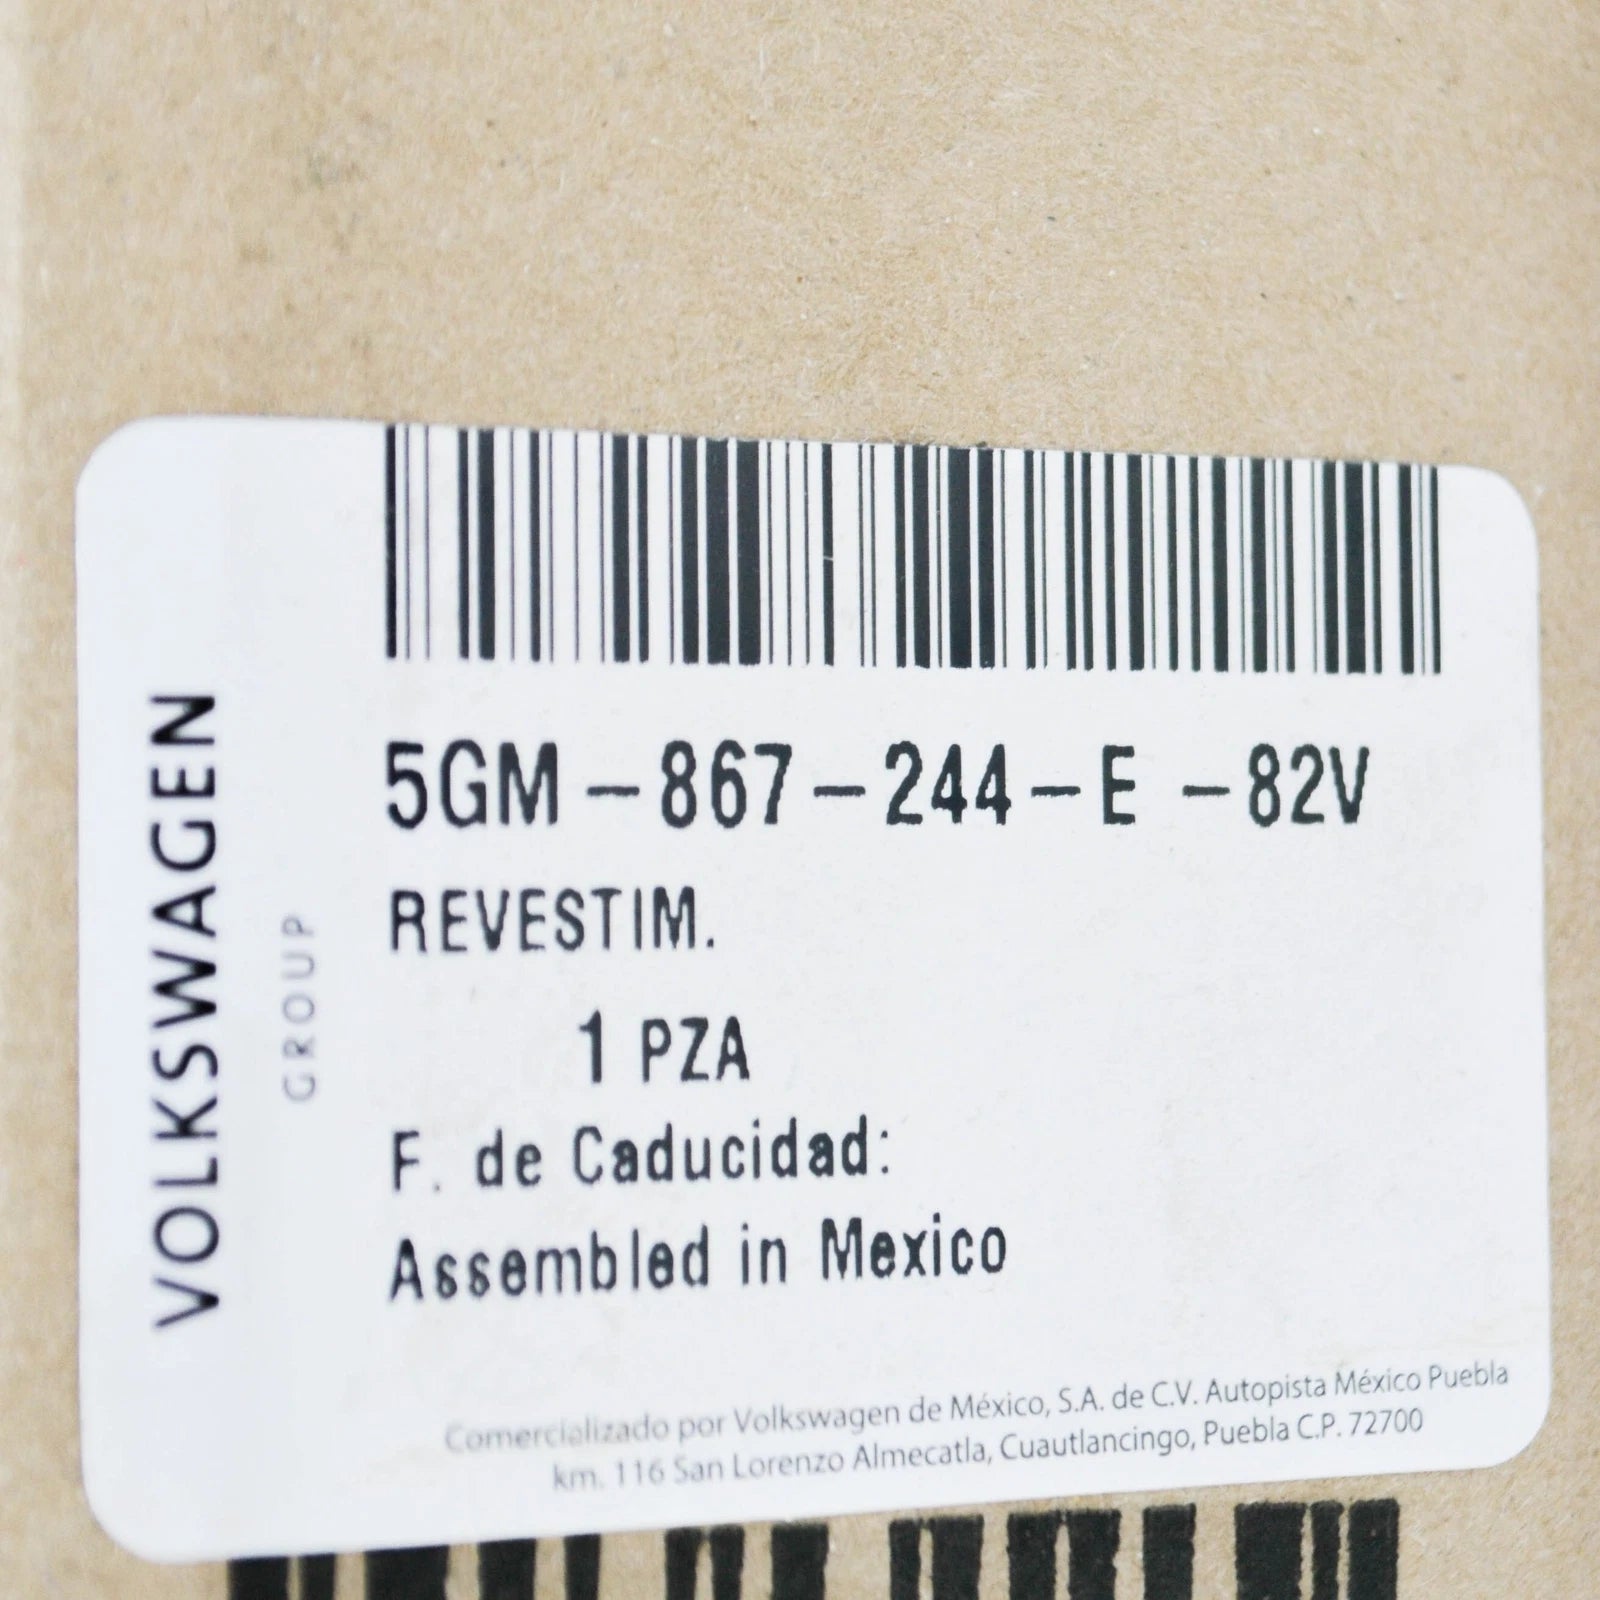 VOLKSWAGEN
GROUP
5GM-867-244-E -82V
REVESTIM.
1 PZA
F. de Caducidad:
Assembled in Mexico
Comercializado por Volkswagen de México, S.A. de C.V. Autopista México Puebla
km. 116 San Lorenzo Almecatla, Cuautlancingo, Puebla C.P. 72700